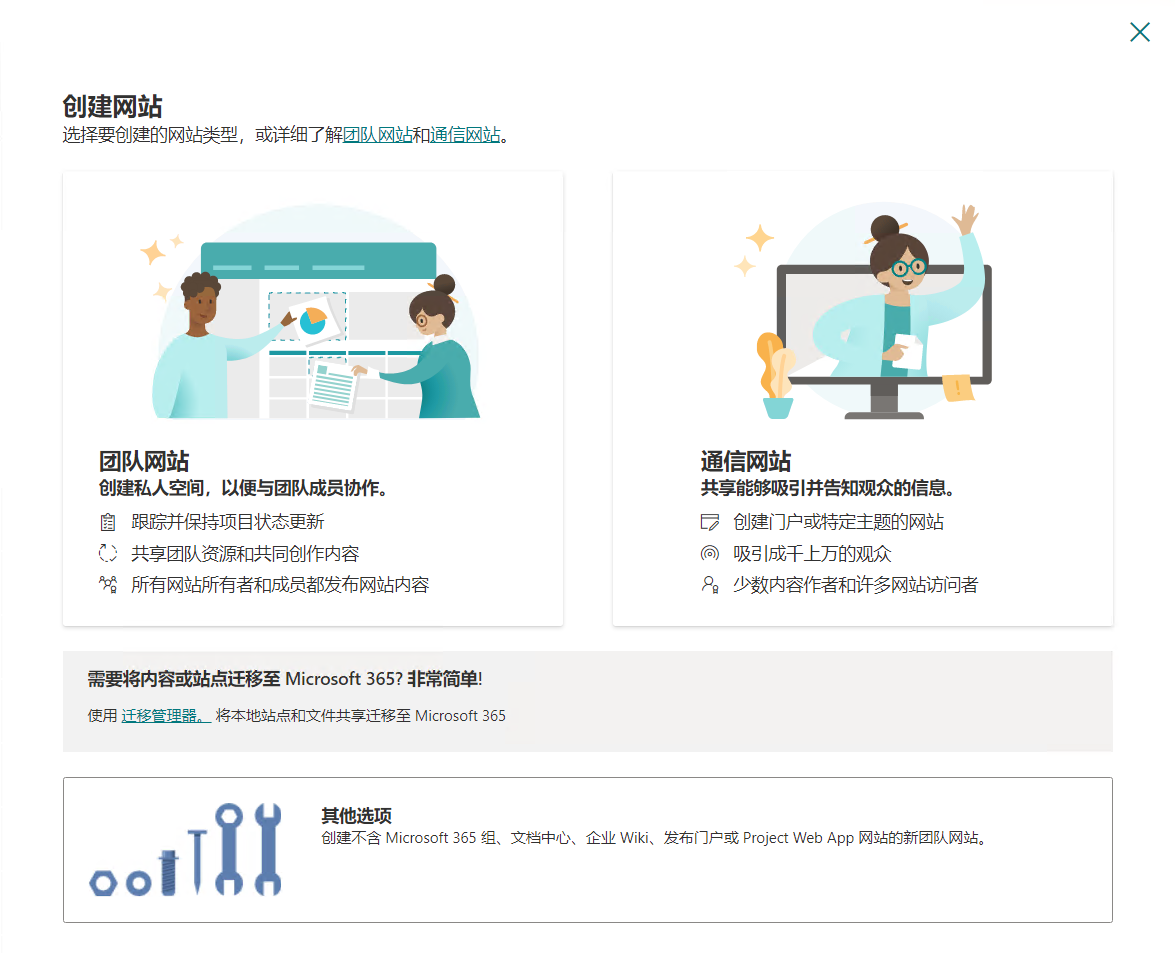 创建网站
选择要创建的网站类型，或详细了解团队网站和通信网站。
团队网站
创建私人空间，以便与团队成员协作。
跟踪并保持项目状态更新
共享团队资源和共同创作内容
所有网站所有者和成员都发布网站内容
通信网站
共享能够吸引并告知观众的信息。
创建门户或特定主题的网站
吸引成千上万的观众
少数内容作者和许多网站访问者
需要将内容或站点迁移至 Microsoft 365? 非常简单!
使用 迁移管理器。 将本地站点和文件共享迁移至 Microsoft 365
其他选项
创建不含 Microsoft 365 组、文档中心、企业 Wiki、发布门户或 Project Web App 网站的新团队网站。